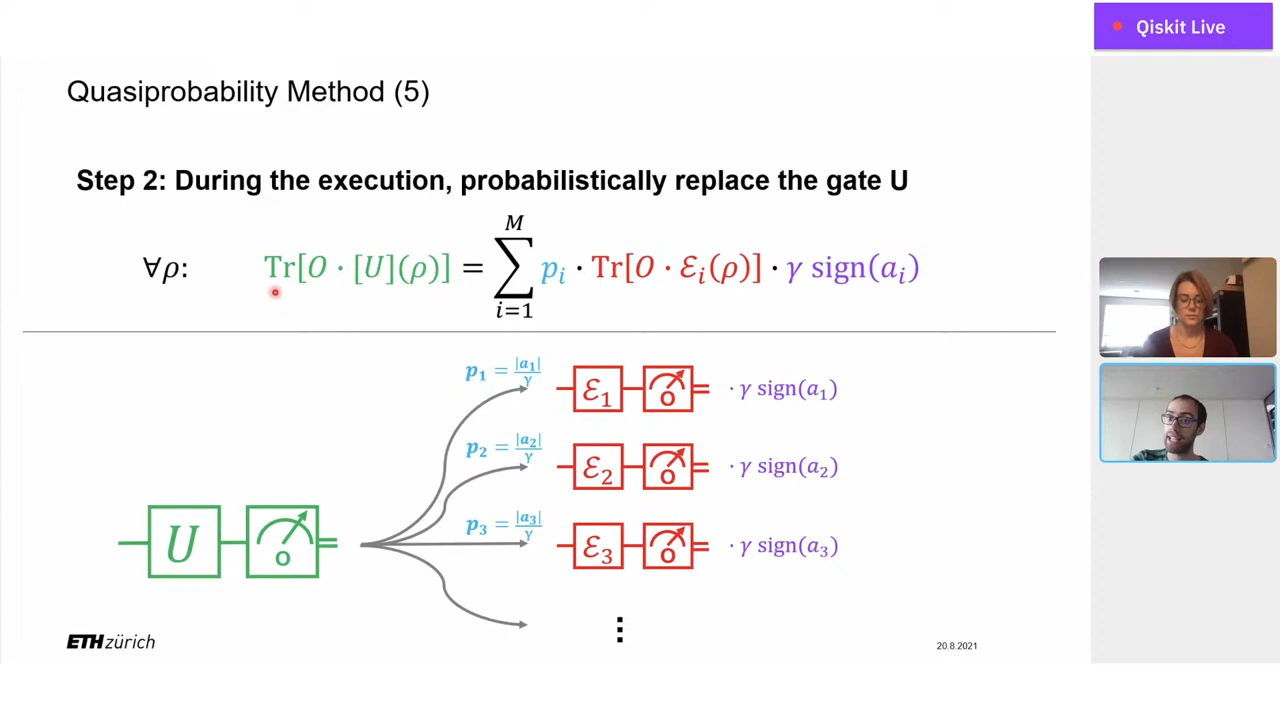 Qiskit Live
Quasiprobability Method (5)
Step 2: During the execution, probabilistically replace the gate U
∀ρ: Tr[O · [U](ρ)] = ∑_{i=1}^{M} p_i · Tr[O · ℰ_i(ρ)] · γ sign(a_i)
p_1 = |a_1|/γ ℰ_1 O · γ sign(a_1)
p_2 = |a_2|/γ ℰ_2 O · γ sign(a_2)
p_3 = |a_3|/γ ℰ_3 O · γ sign(a_3)
U O
⋮
ETH zürich
20.8.2021